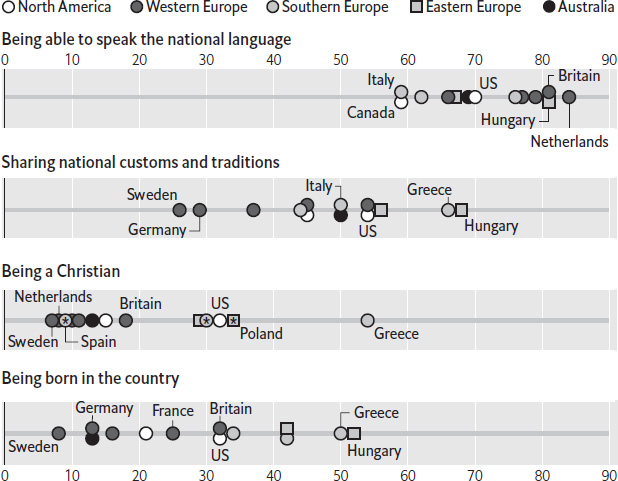 North America Western Europe Southern Europe Eastern Europe Australia
Being able to speak the national language
0 10 20 30 40 50 60 70 80 90
Italy US Britain
Canada Hungary
Netherlands
Sharing national customs and traditions
Sweden Italy Greece
Germany US Hungary
Being a Christian
Netherlands Britain US
* * *
Sweden Spain Poland Greece
Being born in the country
Germany France Britain Greece
Sweden US Hungary
0 10 20 30 40 50 60 70 80 90